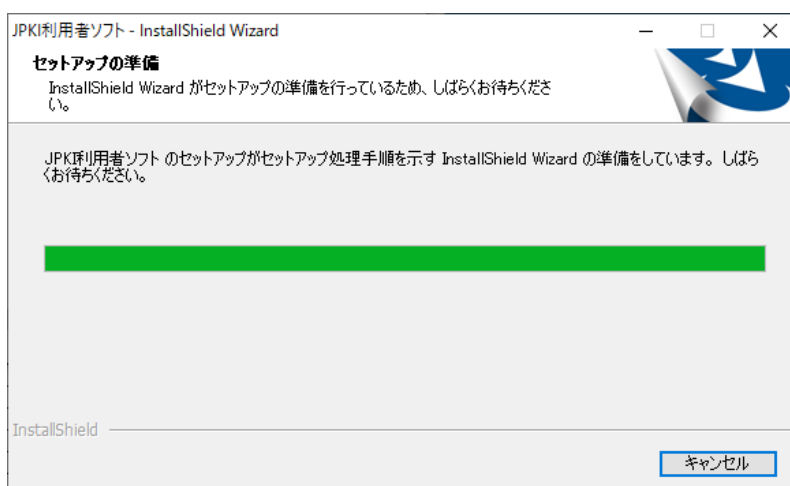 JPKI利用者ソフト - InstallShield Wizard
セットアップの準備
InstallShield Wizard がセットアップの準備を行っているため、しばらくお待ちくださ
い。
JPKI利用者ソフト のセットアップがセットアップ処理手順を示す InstallShield Wizard の準備をしています。しばら
くお待ちください。
InstallShield
キャンセル